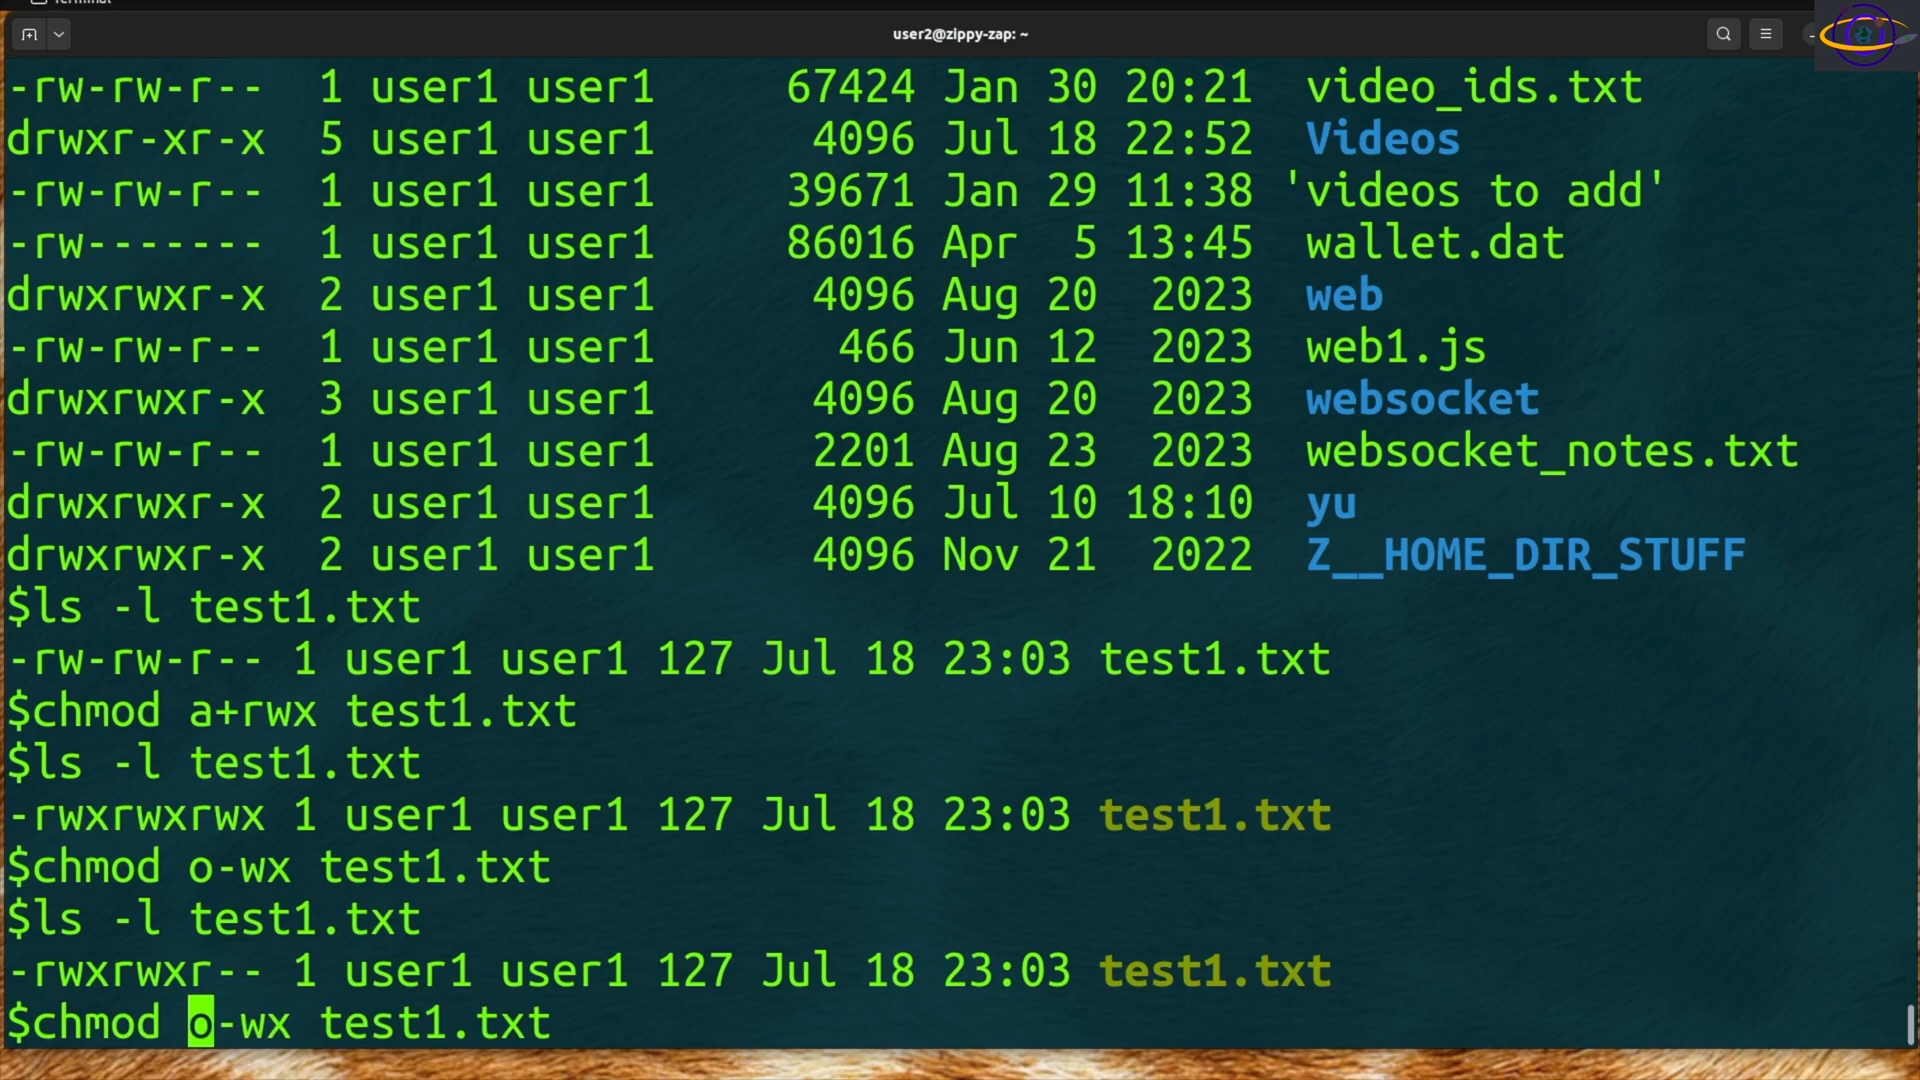 user2@zippy-zap: ~
-rw-rw-r-- 1 user1 user1 67424 Jan 30 20:21 video_ids.txt
drwxr-xr-x 5 user1 user1 4096 Jul 18 22:52 Videos
-rw-rw-r-- 1 user1 user1 39671 Jan 29 11:38 'videos to add'
-rw------- 1 user1 user1 86016 Apr 5 13:45 wallet.dat
drwxrwxr-x 2 user1 user1 4096 Aug 20 2023 web
-rw-rw-r-- 1 user1 user1 466 Jun 12 2023 web1.js
drwxrwxr-x 3 user1 user1 4096 Aug 20 2023 websocket
-rw-rw-r-- 1 user1 user1 2201 Aug 23 2023 websocket_notes.txt
drwxrwxr-x 2 user1 user1 4096 Jul 10 18:10 yu
drwxrwxr-x 2 user1 user1 4096 Nov 21 2022 Z__HOME_DIR_STUFF
$ls -l test1.txt
-rw-rw-r-- 1 user1 user1 127 Jul 18 23:03 test1.txt
$chmod a+rwx test1.txt
$ls -l test1.txt
-rwxrwxrwx 1 user1 user1 127 Jul 18 23:03 test1.txt
$chmod o-wx test1.txt
$ls -l test1.txt
-rwxrwxr-- 1 user1 user1 127 Jul 18 23:03 test1.txt
$chmod o-wx test1.txt